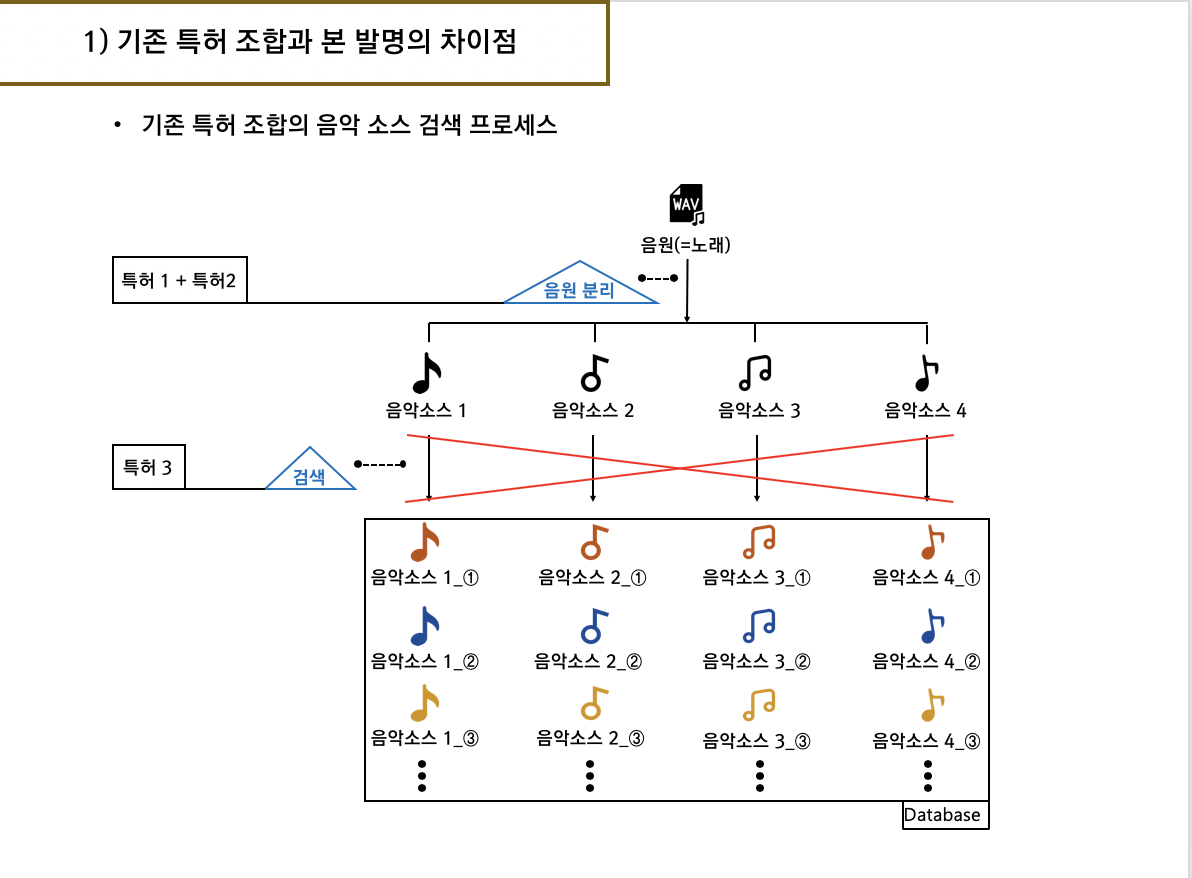 1) 기존 특허 조합과 본 발명의 차이점
• 기존 특허 조합의 음악 소스 검색 프로세스
WAV
음원(=노래)
특허 1 + 특허2
음원 분리
음악소스 1 음악소스 2 음악소스 3 음악소스 4
특허 3
검색
음악소스 1_① 음악소스 2_① 음악소스 3_① 음악소스 4_①
음악소스 1_② 음악소스 2_② 음악소스 3_② 음악소스 4_②
음악소스 1_③ 음악소스 2_③ 음악소스 3_③ 음악소스 4_③
Database